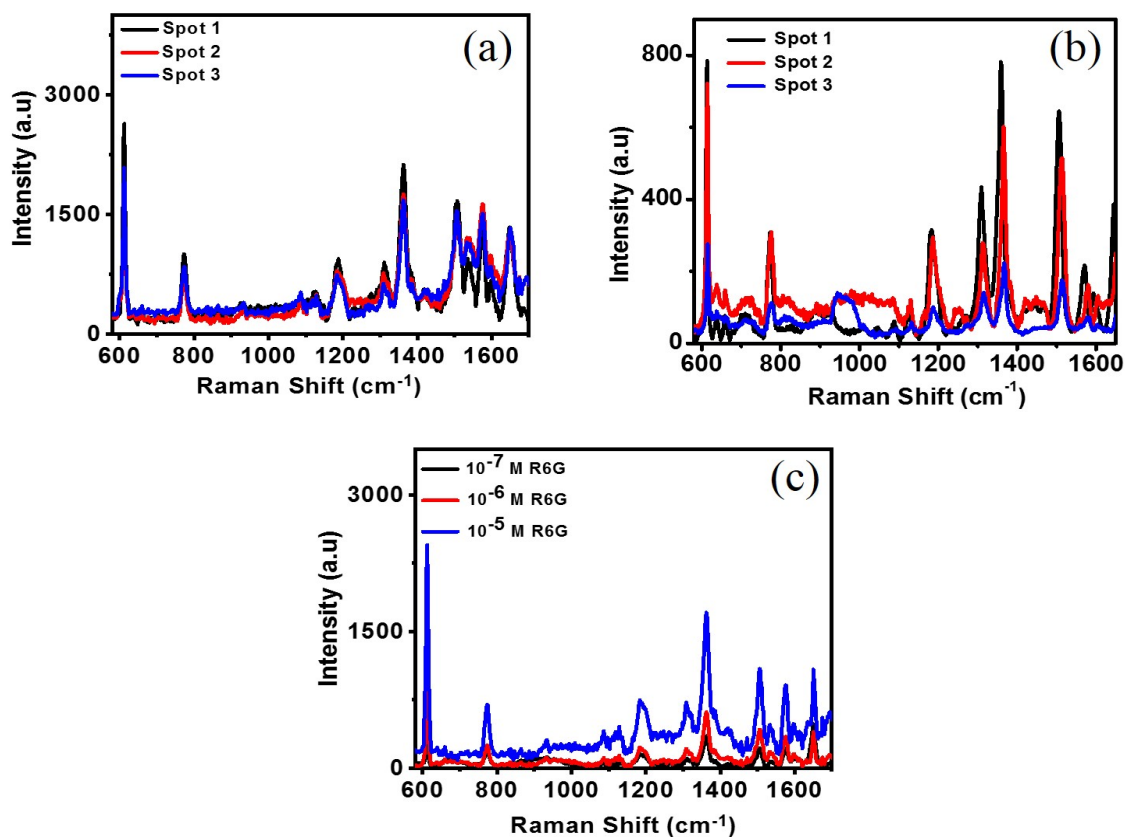 (a)
Spot 1
Spot 2
Spot 3
3000
1500
0
Intensity (a.u)
600 800 1000 1200 1400 1600
Raman Shift (cm⁻¹)
(b)
Spot 1
Spot 2
Spot 3
800
400
0
Intensity (a.u)
600 800 1000 1200 1400 1600
Raman Shift (cm⁻¹)
(c)
10⁻⁷ M R6G
10⁻⁶ M R6G
10⁻⁵ M R6G
3000
1500
0
Intensity (a.u)
600 800 1000 1200 1400 1600
Raman Shift (cm⁻¹)